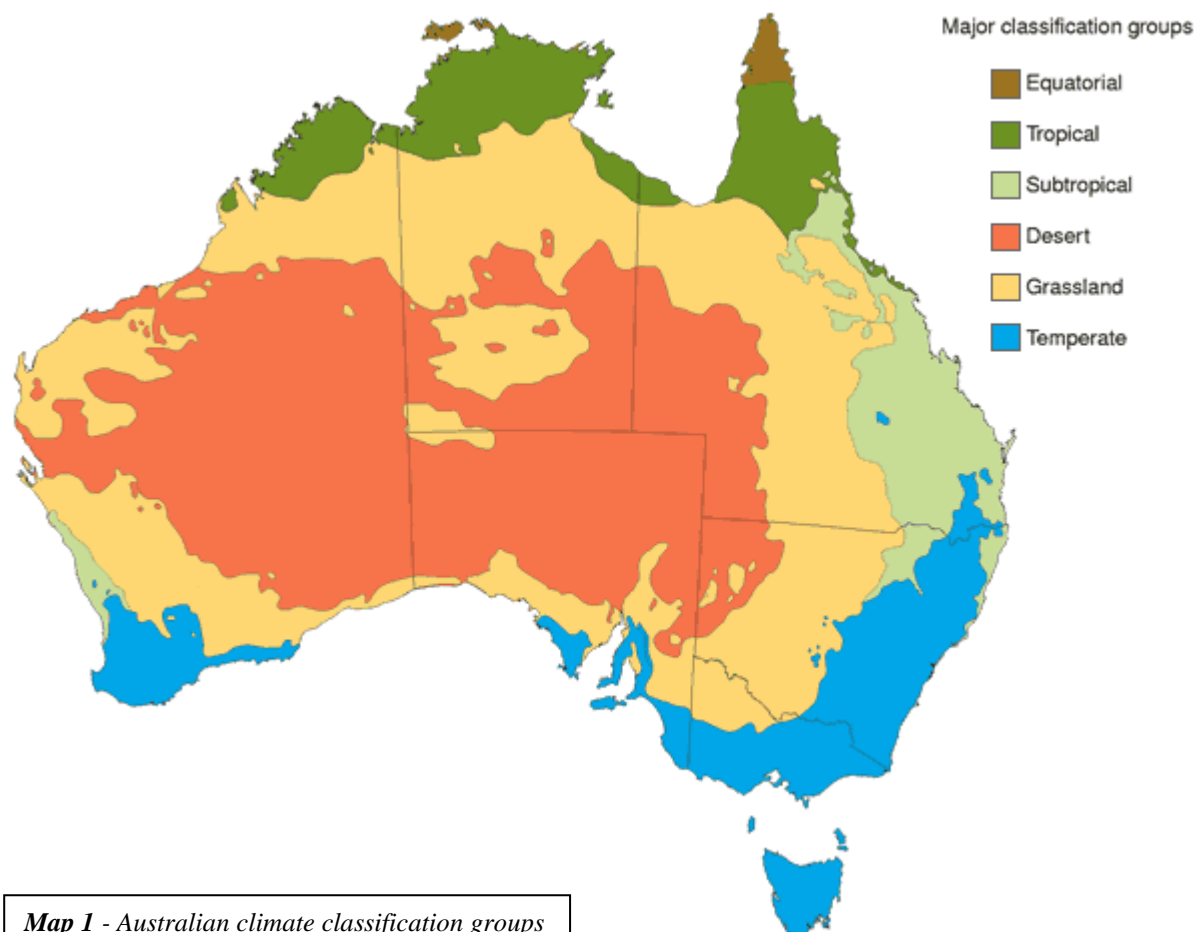 Major classification groups
Equatorial
Tropical
Subtropical
Desert
Grassland
Temperate
Map 1 - Australian climate classification groups